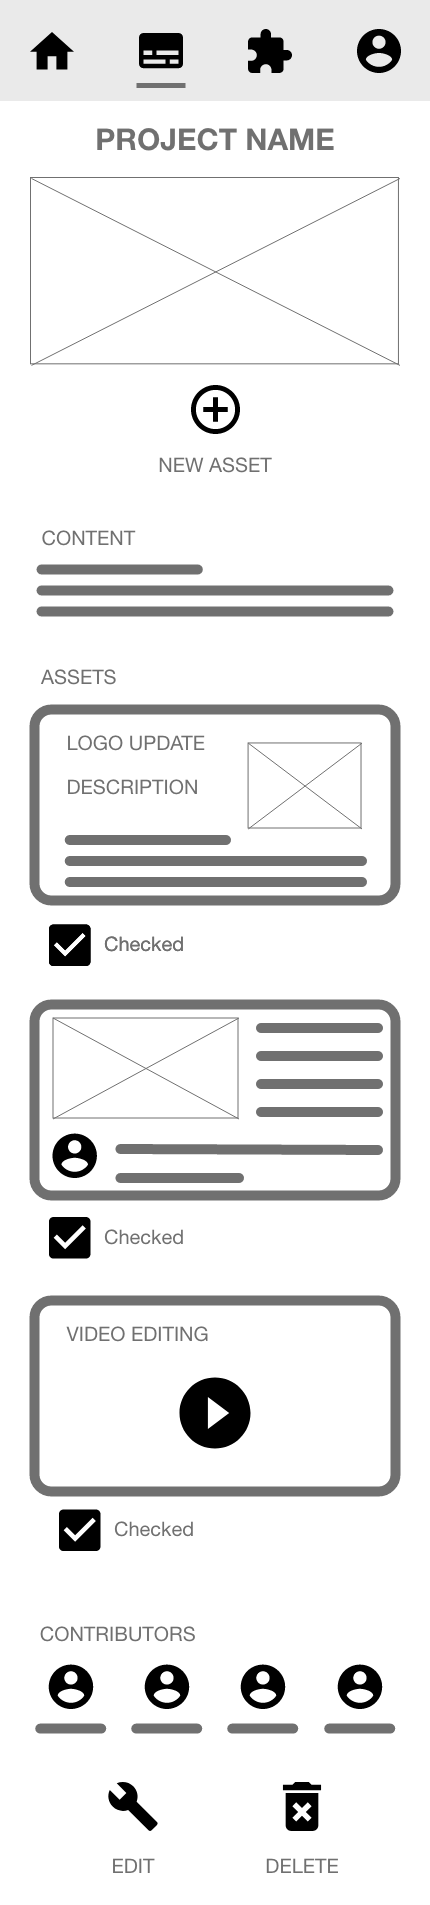 PROJECT NAME
NEW ASSET
CONTENT
ASSETS
LOGO UPDATE
DESCRIPTION
Checked
Checked
VIDEO EDITING
Checked
CONTRIBUTORS
EDIT
DELETE